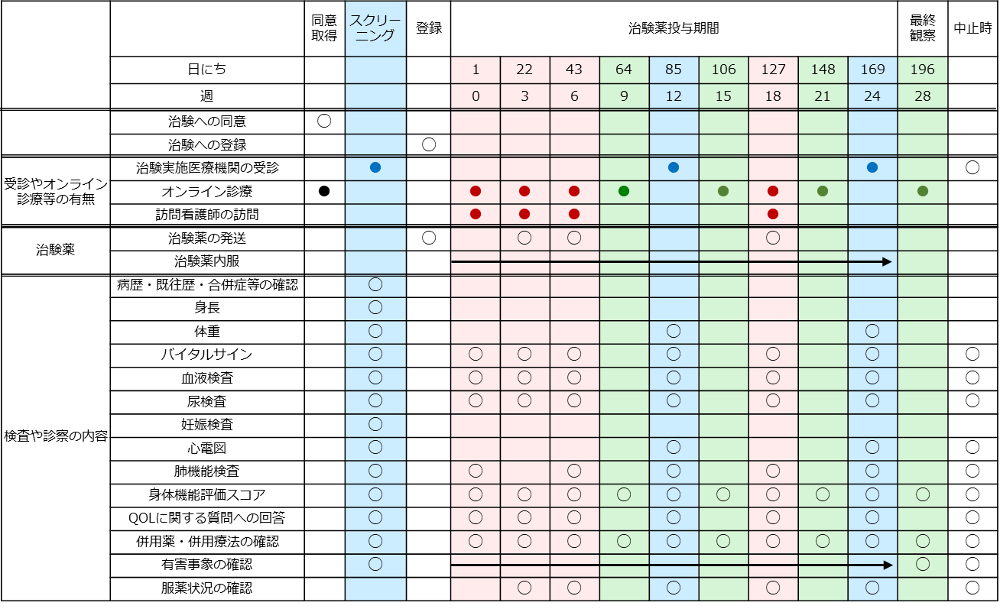 同意
取得
スクリー
ニング
登録
治験薬投与期間
最終
観察
中止時
日にち 1 22 43 64 85 106 127 148 169 196
週 0 3 6 9 12 15 18 21 24 28
治験への同意 ○
治験への登録 ○
受診やオンライン
診療等の有無
治験実施医療機関の受診 ● ● ● ○
オンライン診療 ● ● ● ● ● ● ● ● ●
訪問看護師の訪問 ● ● ● ●
治験薬
治験薬の発送 ○ ○ ○ ○
治験薬内服
検査や診察の内容
病歴・既往歴・合併症等の確認 ○
身長 ○
体重 ○ ○ ○
バイタルサイン ○ ○ ○ ○ ○ ○ ○ ○
血液検査 ○ ○ ○ ○ ○ ○ ○ ○
尿検査 ○ ○ ○ ○ ○ ○ ○ ○
妊娠検査 ○
心電図 ○ ○ ○ ○
肺機能検査 ○ ○ ○ ○ ○ ○ ○
身体機能評価スコア ○ ○ ○ ○ ○ ○ ○ ○ ○ ○ ○ ○
QOLに関する質問への回答 ○ ○ ○ ○ ○ ○ ○ ○
併用薬・併用療法の確認 ○ ○ ○ ○ ○ ○ ○ ○ ○ ○ ○ ○
有害事象の確認 ○ ○ ○
服薬状況の確認 ○ ○ ○ ○ ○ ○